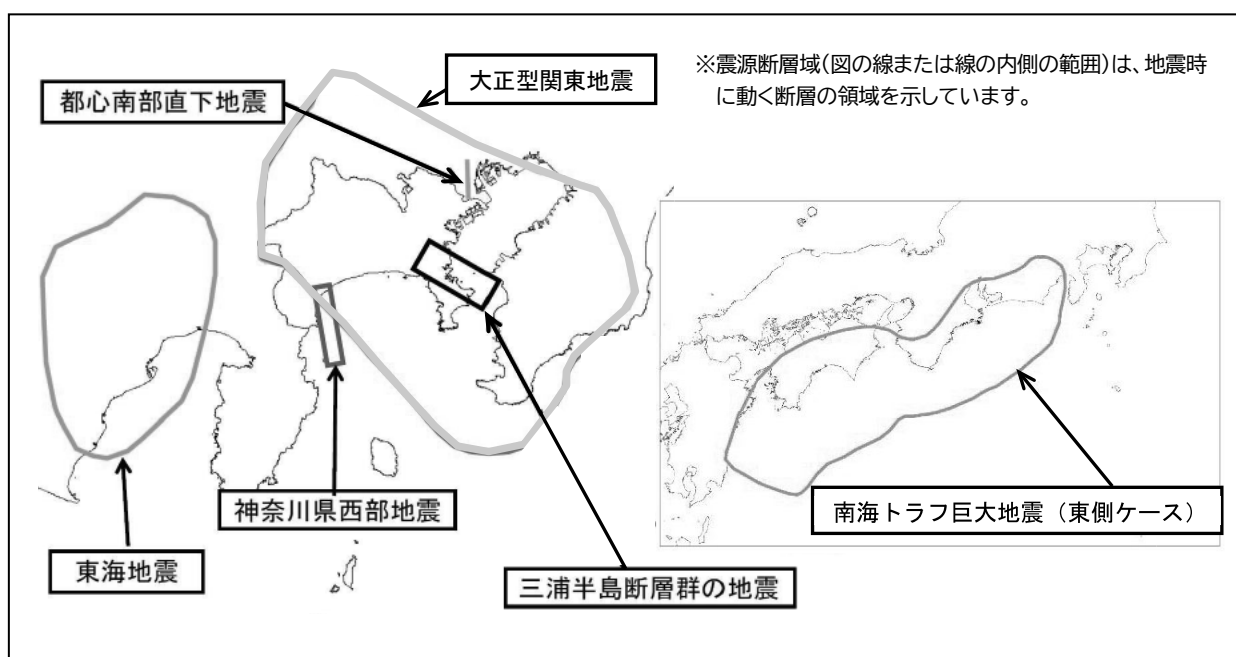 大正型関東地震
※震源断層域(図の線または線の内側の範囲)は、地震時
に動く断層の領域を示しています。
都心南部直下地震
神奈川県西部地震
南海トラフ巨大地震（東側ケース）
東海地震
三浦半島断層群の地震